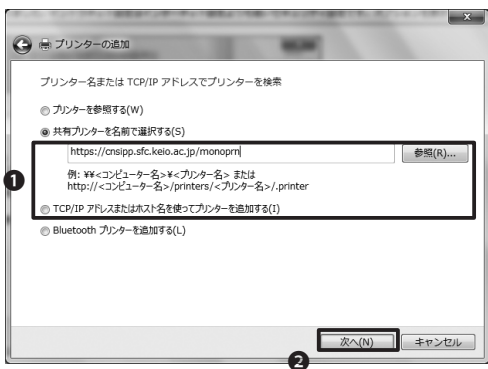 プリンターの追加
プリンター名または TCP/IP アドレスでプリンターを検索
プリンターを参照する(W)
共有プリンターを名前で選択する(S)
https://cnsipp.sfc.keio.ac.jp/monoprn
参照(R)...
例: ¥¥<コンピューター名>¥<プリンター名> または
http://<コンピューター名>/printers/<プリンター名>/.printer
❶
TCP/IP アドレスまたはホスト名を使ってプリンターを追加する(I)
Bluetooth プリンターを追加する(L)
次へ(N)
キャンセル
❷